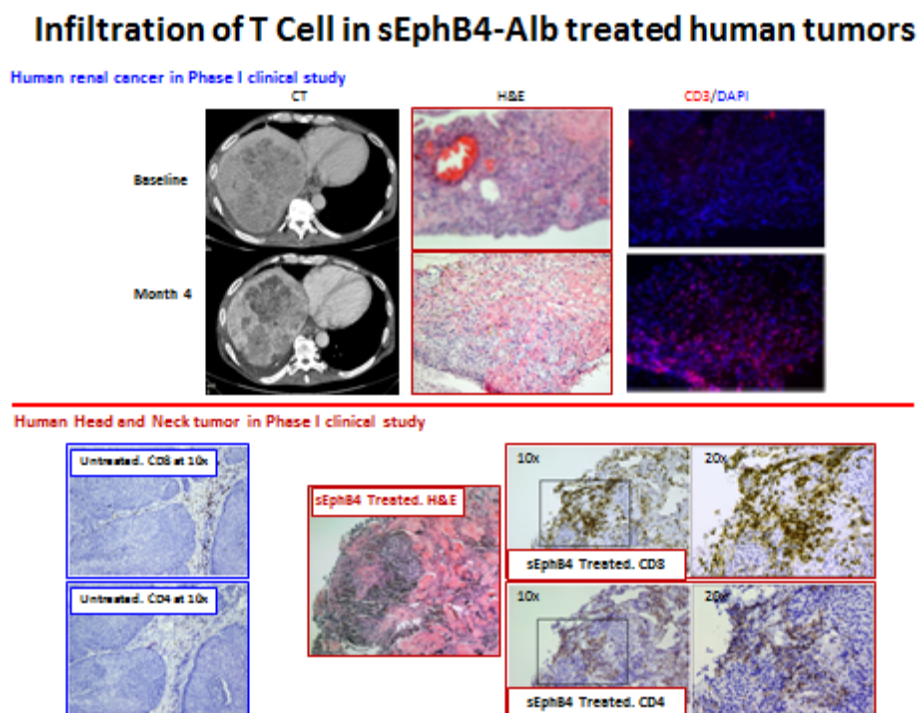 Infiltration of T Cell in sEphB4-Alb treated human tumors
Human renal cancer in Phase I clinical study
CT
H&E
CD3/DAPI
Baseline
Month 4
Human Head and Neck tumor in Phase I clinical study
Untreated. CD8 at 10x
sEphB4 Treated. H&E
10x
20x
sEphB4 Treated. CD8
Untreated. CD4 at 10x
10x
20x
sEphB4 Treated. CD4